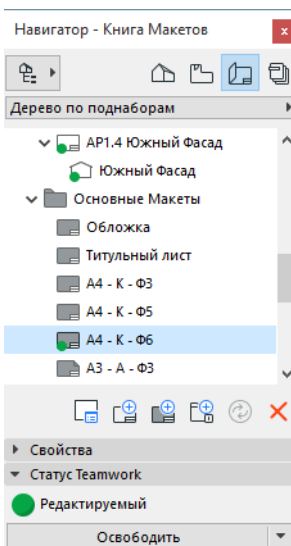 Навигатор - Книга Макетов
x
Дерево по поднаборам
АР1.4 Южный Фасад
Южный Фасад
Основные Макеты
Обложка
Титульный лист
А4 - К - Ф3
А4 - К - Ф5
А4 - К - Ф6
А3 - А - Ф3
Свойства
Статус Teamwork
Редактируемый
Освободить